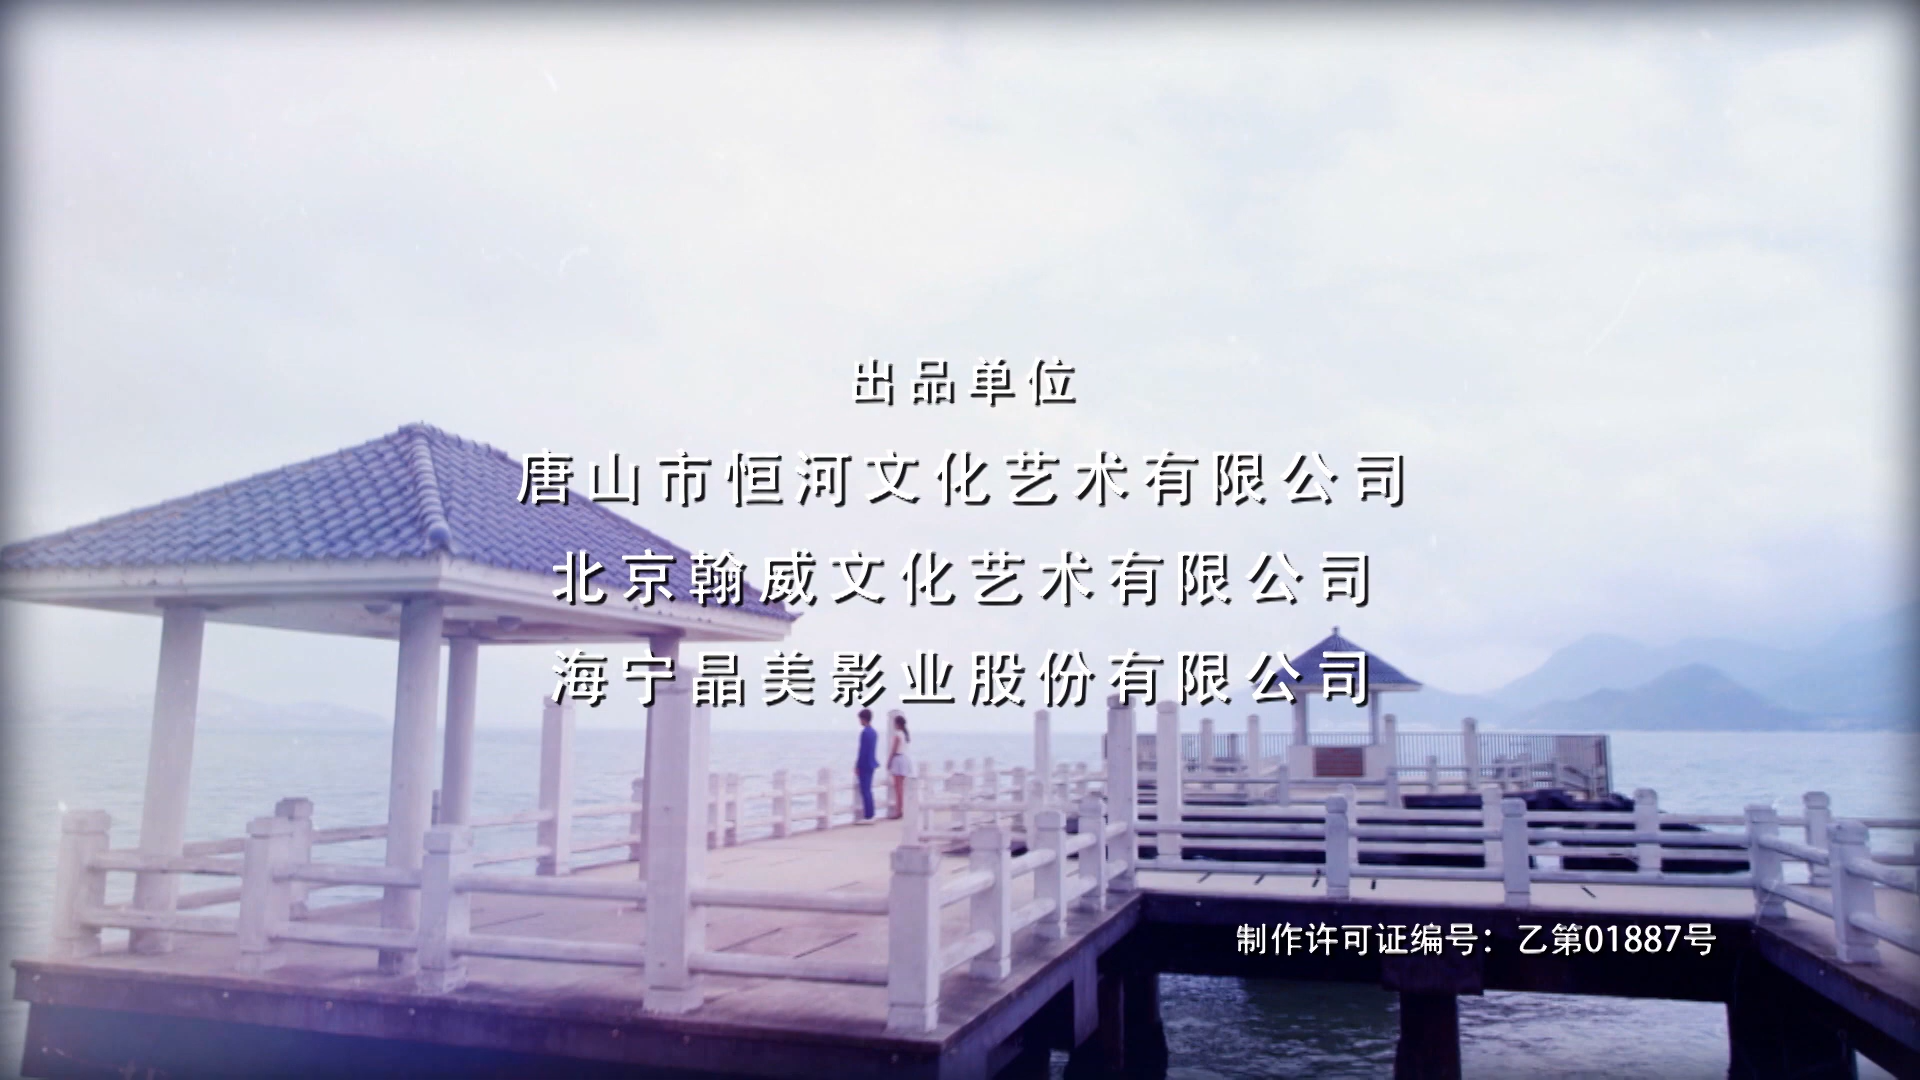 出品单位
唐山市恒河文化艺术有限公司
北京翰威文化艺术有限公司
海宁晶美影业股份有限公司
制作许可证编号：乙第01887号